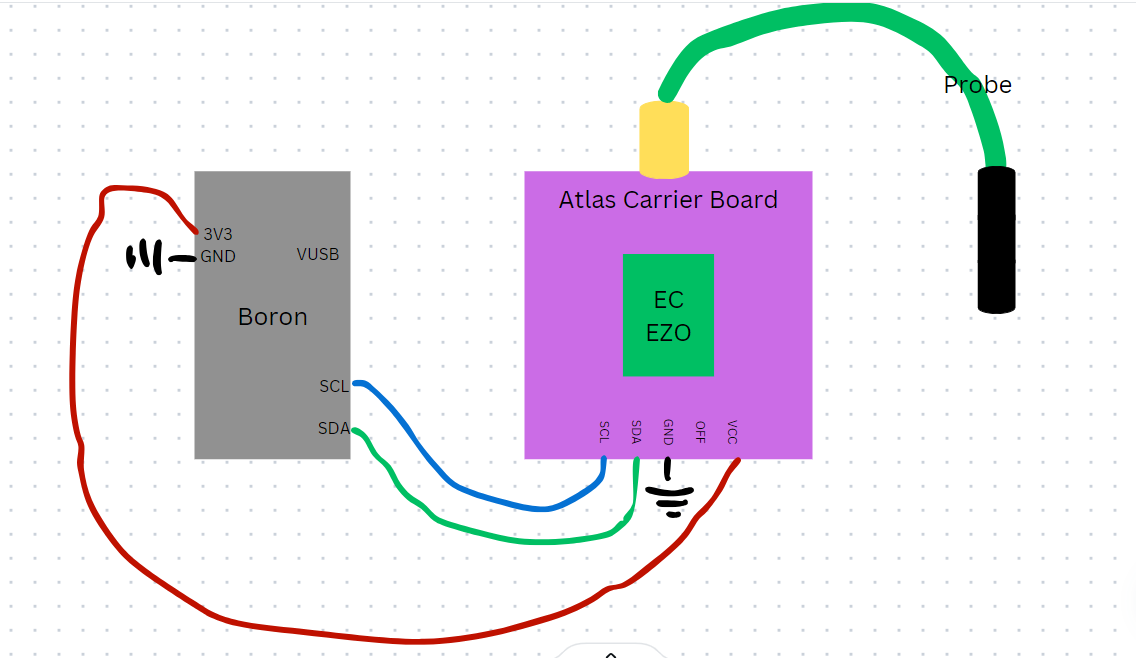 Probe
Atlas Carrier Board
3V3
GND
VUSB
EC
EZO
Boron
SCL
SDA
SCL
SDA
GND
OFF
VCC